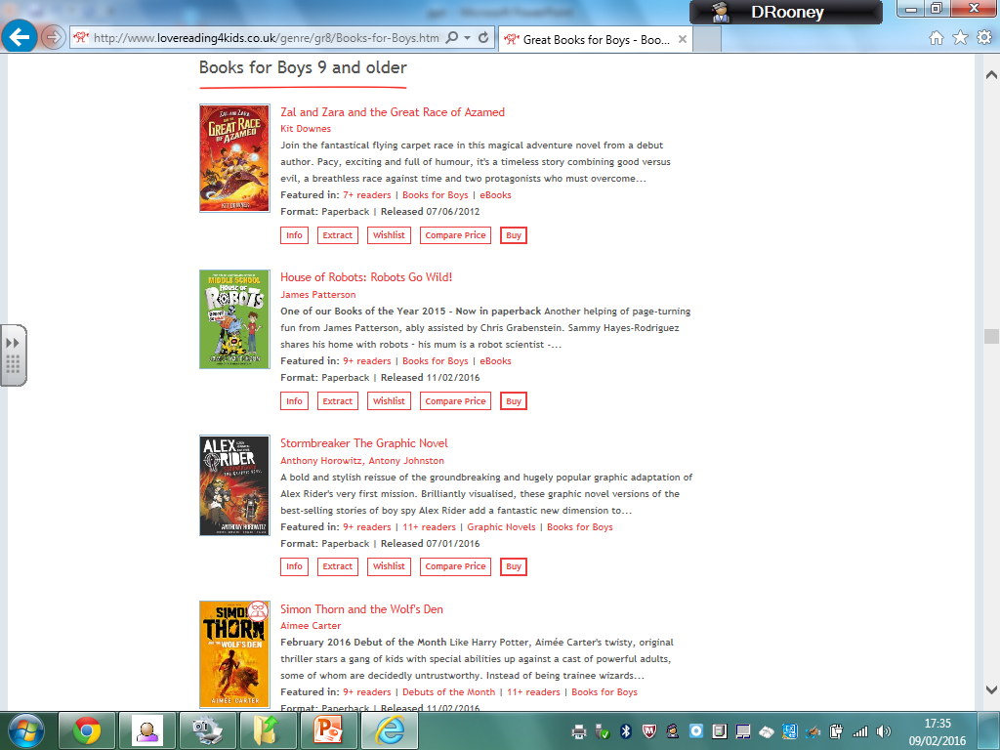 DRooney
http://www.lovereading4kids.co.uk/genre/gr8/Books-for-Boys.html
Great Books for Boys - Boo...
Books for Boys 9 and older
ZAL AND ZARA
AND THE
GREAT RACE
OF AZAMED
KIT DOWNES
Zal and Zara and the Great Race of Azamed
Kit Downes
Join the fantastical flying carpet race in this magical adventure novel from a debut
author. Pacy, exciting and full of humour, it's a timeless story combining good versus
evil, a breathless race against time and two protagonists who must overcome...
Featured in: 7+ readers | Books for Boys | eBooks
Format: Paperback | Released 07/06/2012
Info Extract Wishlist Compare Price Buy
MIDDLE SCHOOL
HOUSE OF
ROBOTS
JAMES PATTERSON
House of Robots: Robots Go Wild!
James Patterson
One of our Books of the Year 2015 - Now in paperback Another helping of page-turning
fun from James Patterson, ably assisted by Chris Grabenstein. Sammy Hayes-Rodriguez
shares his home with robots - his mum is a robot scientist -...
Featured in: 9+ readers | Books for Boys | eBooks
Format: Paperback | Released 11/02/2016
Info Extract Wishlist Compare Price Buy
ALEX
RIDER
ANTHONY HOROWITZ
Stormbreaker The Graphic Novel
Anthony Horowitz, Antony Johnston
A bold and stylish reissue of the groundbreaking and hugely popular graphic adaptation of
Alex Rider's very first mission. Brilliantly visualised, these graphic novel versions of the
best-selling stories of boy spy Alex Rider add a fantastic new dimension to...
Featured in: 9+ readers | 11+ readers | Graphic Novels | Books for Boys
Format: Paperback | Released 07/01/2016
Info Extract Wishlist Compare Price Buy
SIMON
THORN
AND THE WOLF'S DEN
AIMÉE CARTER
Simon Thorn and the Wolf's Den
Aimee Carter
February 2016 Debut of the Month Like Harry Potter, Aimée Carter's twisty, original
thriller stars a gang of kids with special abilities up against a cast of powerful adults,
some of whom are decidedly untrustworthy. Instead of being trainee wizards...
Featured in: 9+ readers | Debuts of the Month | 11+ readers | Books for Boys
Format: Paperback | Released 11/02/2016
17:35
09/02/2016